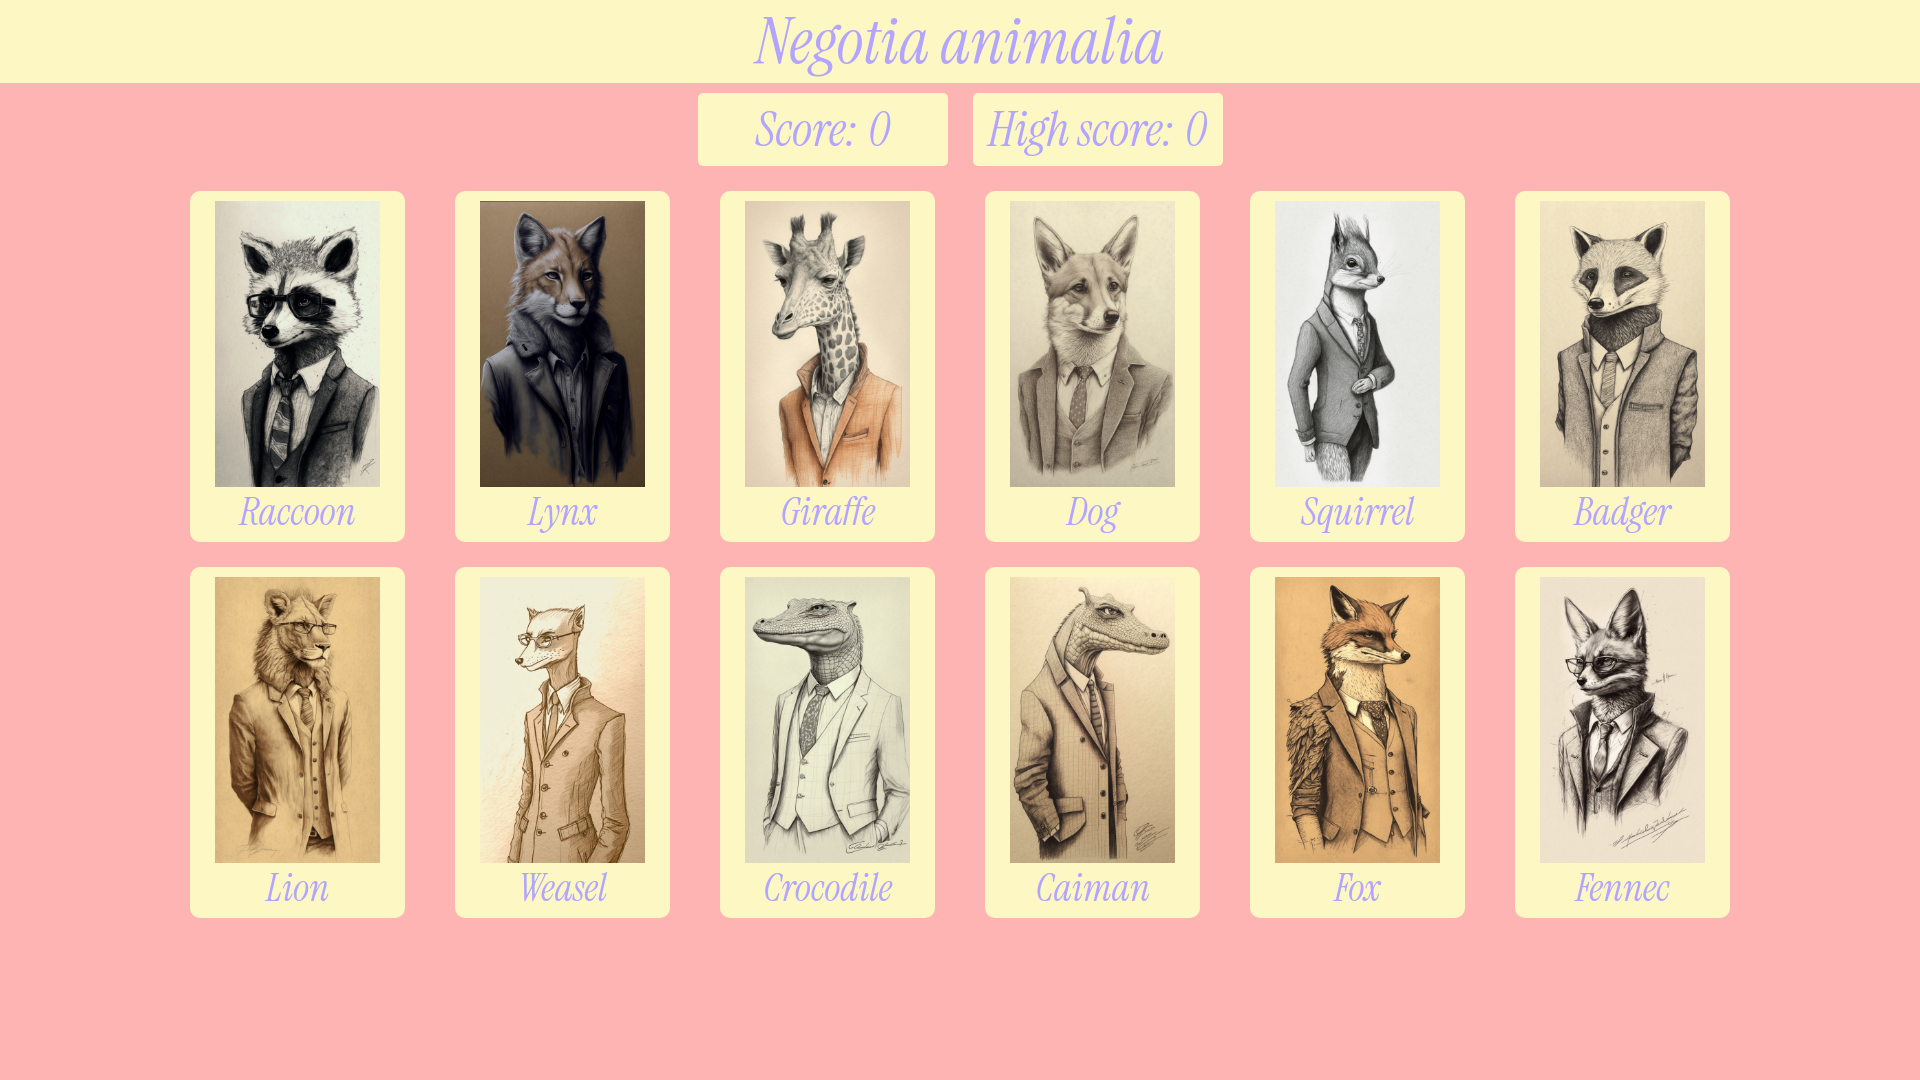 Negotia animalia
Score: 0
High score: 0
Raccoon
Lynx
Giraffe
Dog
Squirrel
Badger
Lion
Weasel
Crocodile
Caiman
Fox
Fennec